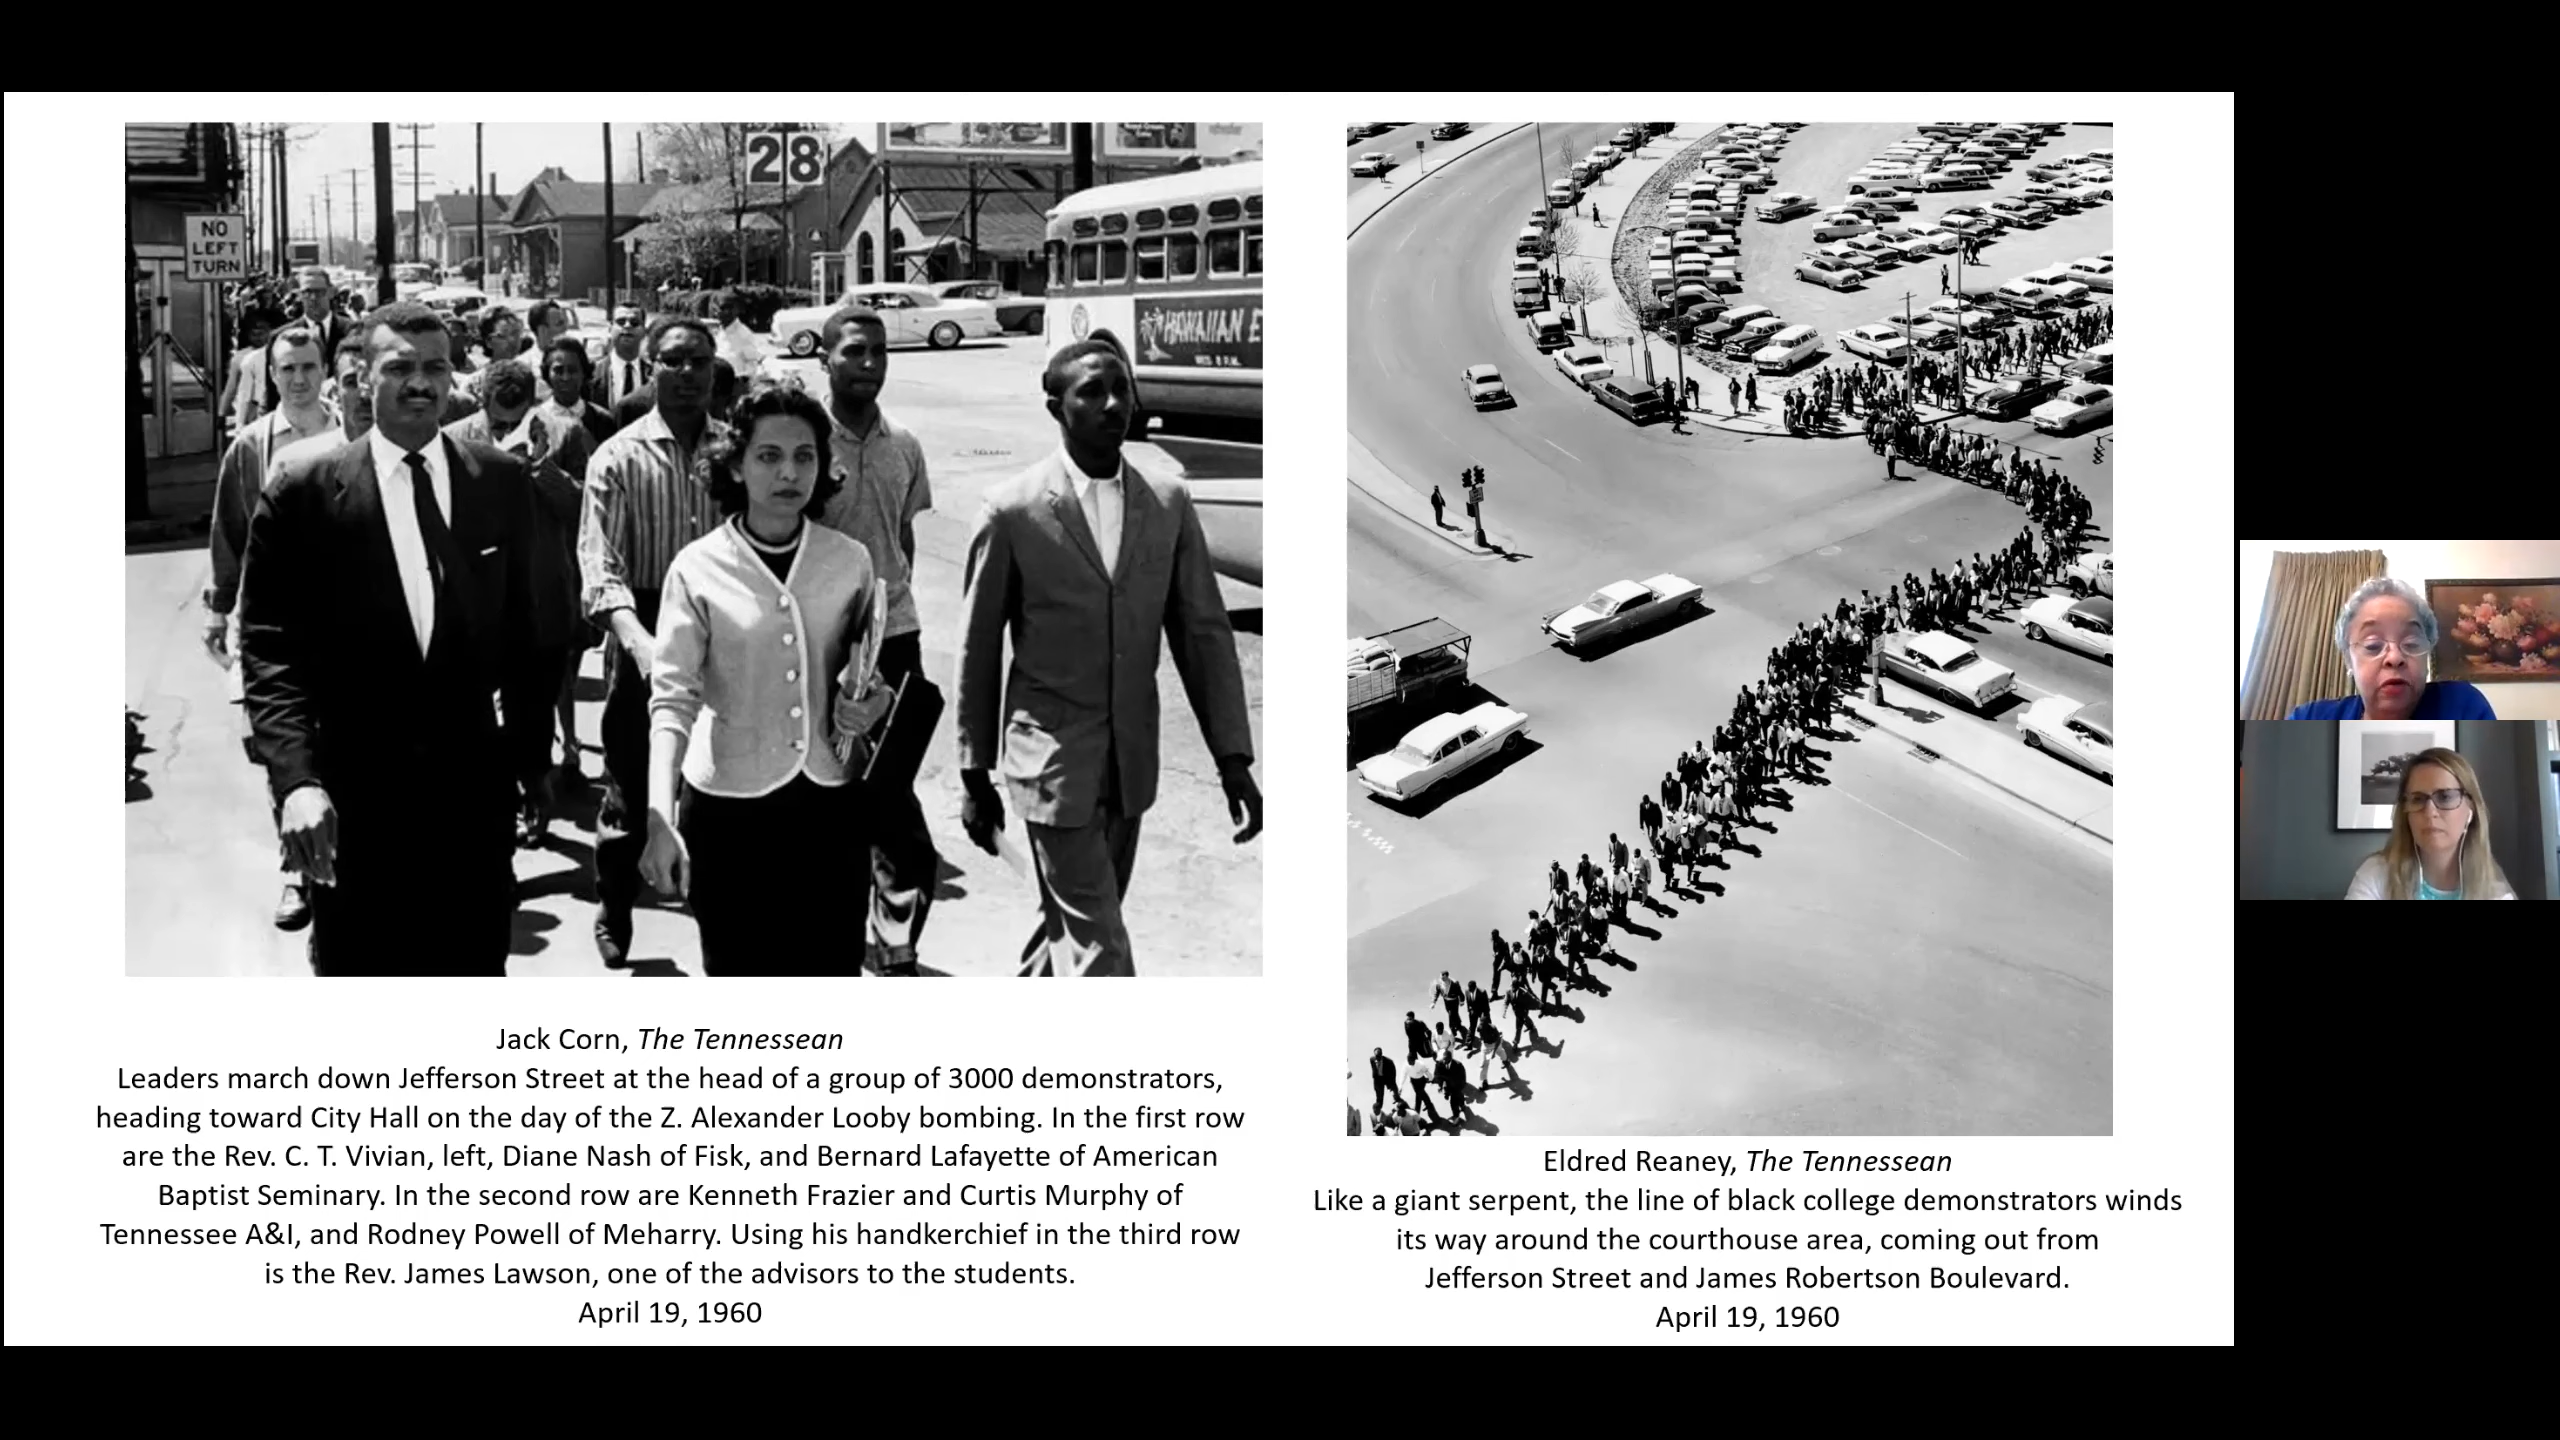 28
NO
LEFT
TURN
HAWAIIAN E
Jack Corn, The Tennessean
Leaders march down Jefferson Street at the head of a group of 3000 demonstrators,
heading toward City Hall on the day of the Z. Alexander Looby bombing. In the first row
are the Rev. C. T. Vivian, left, Diane Nash of Fisk, and Bernard Lafayette of American
Baptist Seminary. In the second row are Kenneth Frazier and Curtis Murphy of
Tennessee A&I, and Rodney Powell of Meharry. Using his handkerchief in the third row
is the Rev. James Lawson, one of the advisors to the students.
April 19, 1960
Eldred Reaney, The Tennessean
Like a giant serpent, the line of black college demonstrators winds
its way around the courthouse area, coming out from
Jefferson Street and James Robertson Boulevard.
April 19, 1960